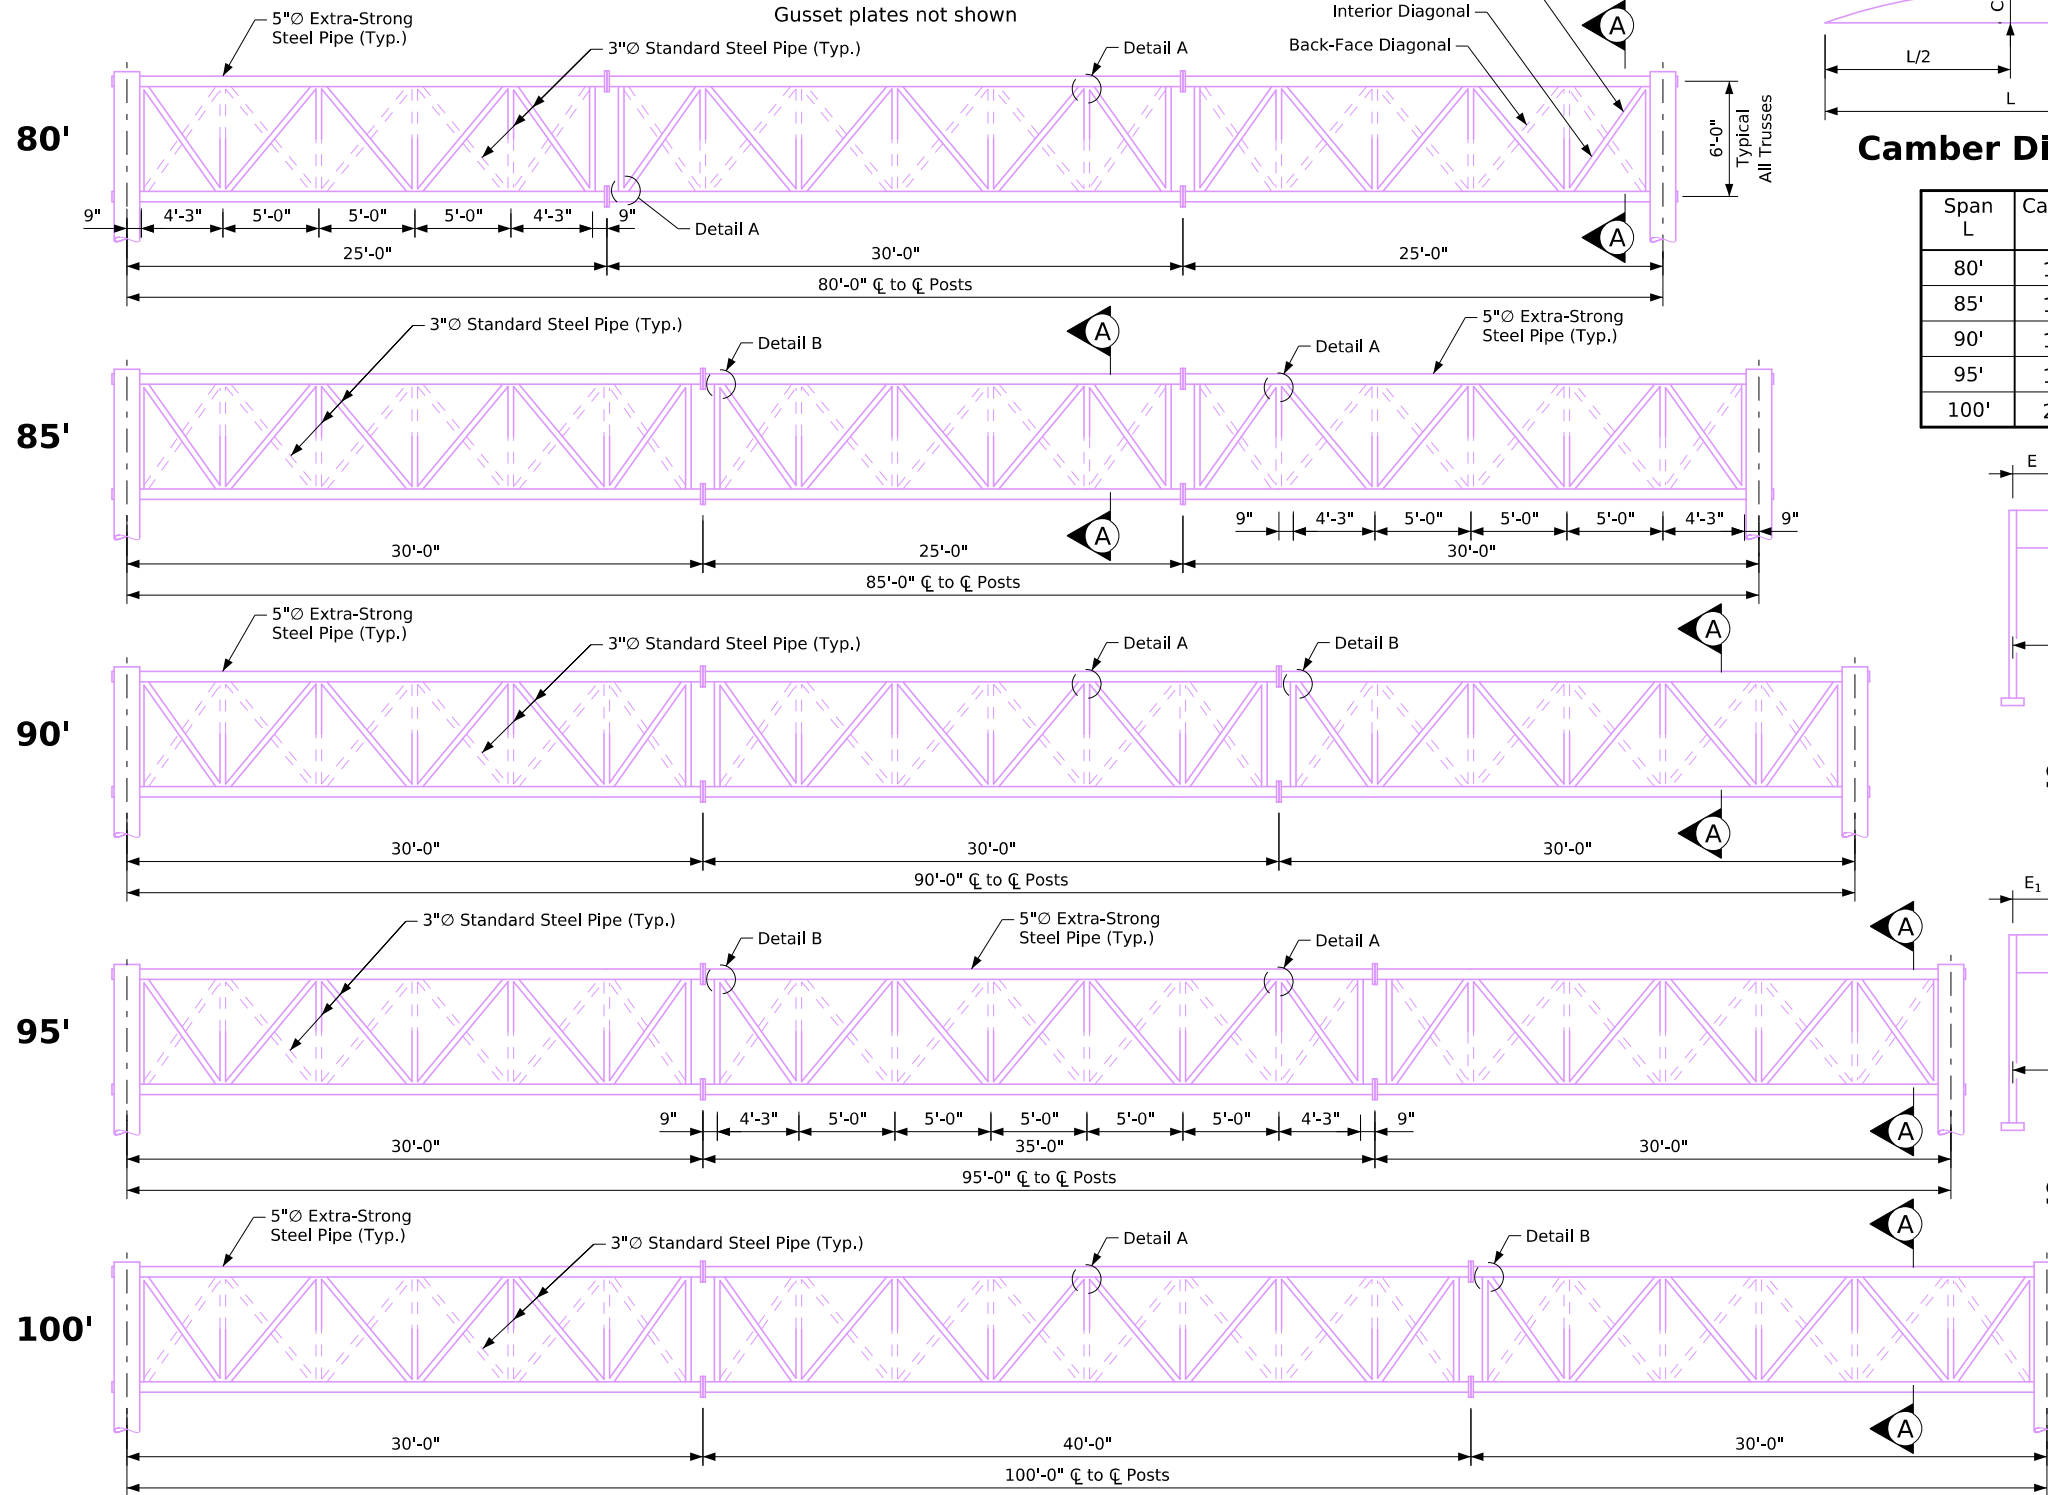 Gusset plates not shown
5"∅ Extra-Strong
Steel Pipe (Typ.)
3"∅ Standard Steel Pipe (Typ.)
Detail A
Interior Diagonal
Back-Face Diagonal
A
C
L/2
L
80'
6'-0"
Typical
All Trusses
Camber Di
9"
4'-3"
5'-0"
5'-0"
5'-0"
4'-3"
9"
Detail A
A
25'-0"
30'-0"
25'-0"
80'-0" ℄ to ℄ Posts
Span
L
Ca
80'
85'
90'
95'
100'
2
3"∅ Standard Steel Pipe (Typ.)
Detail B
A
5"∅ Extra-Strong
Steel Pipe (Typ.)
Detail A
85'
E
9"
4'-3"
5'-0"
5'-0"
5'-0"
4'-3"
9"
A
30'-0"
25'-0"
30'-0"
85'-0" ℄ to ℄ Posts
5"∅ Extra-Strong
Steel Pipe (Typ.)
3"∅ Standard Steel Pipe (Typ.)
Detail A
Detail B
A
90'
A
30'-0"
30'-0"
30'-0"
90'-0" ℄ to ℄ Posts
E1
3"∅ Standard Steel Pipe (Typ.)
Detail B
5"∅ Extra-Strong
Steel Pipe (Typ.)
Detail A
A
95'
9"
4'-3"
5'-0"
5'-0"
5'-0"
5'-0"
5'-0"
4'-3"
9"
A
30'-0"
35'-0"
30'-0"
95'-0" ℄ to ℄ Posts
5"∅ Extra-Strong
Steel Pipe (Typ.)
3"∅ Standard Steel Pipe (Typ.)
Detail A
Detail B
A
100'
A
30'-0"
40'-0"
30'-0"
100'-0" ℄ to ℄ Posts